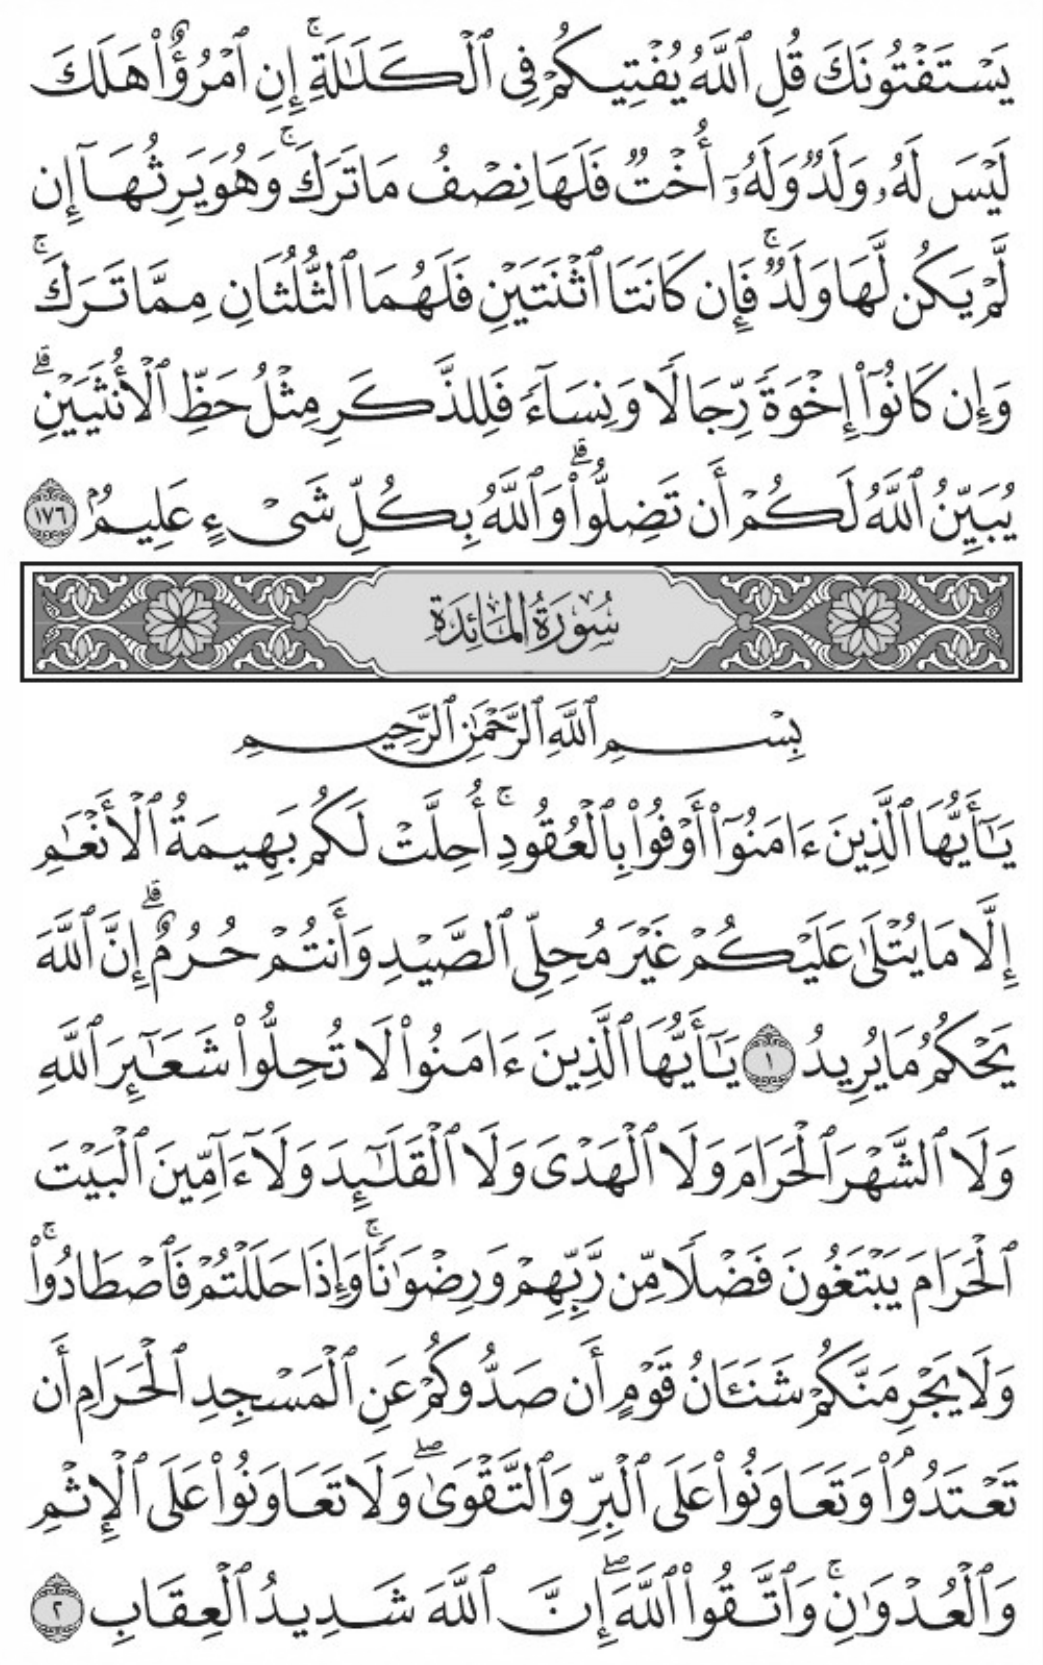 يَسْتَفْتُونَكَ قُلِ ٱللَّهُ يُفْتِيكُمْ فِى ٱلْكَلَٰلَةِ ۚ إِنِ ٱمْرُؤٌا۟ هَلَكَ
لَيْسَ لَهُۥ وَلَدٌ وَلَهُۥٓ أُخْتٌ فَلَهَا نِصْفُ مَا تَرَكَ ۚ وَهُوَ يَرِثُهَآ إِن
لَّمْ يَكُن لَّهَا وَلَدٌ ۚ فَإِن كَانَتَا ٱثْنَتَيْنِ فَلَهُمَا ٱلثُّلُثَانِ مِمَّا تَرَكَ ۚ
وَإِن كَانُوٓا۟ إِخْوَةً رِّجَالًا وَنِسَآءً فَلِلذَّكَرِ مِثْلُ حَظِّ ٱلْأُنثَيَيْنِ ۗ
يُبَيِّنُ ٱللَّهُ لَكُمْ أَن تَضِلُّوا۟ ۗ وَٱللَّهُ بِكُلِّ شَىْءٍ عَلِيمٌۢ ١٧٦
سُورَةُ المَائِدَةِ
بِسْمِ ٱللَّهِ ٱلرَّحْمَٰنِ ٱلرَّحِيمِ
يَٰٓأَيُّهَا ٱلَّذِينَ ءَامَنُوٓا۟ أَوْفُوا۟ بِٱلْعُقُودِ ۚ أُحِلَّتْ لَكُم بَهِيمَةُ ٱلْأَنْعَٰمِ
إِلَّا مَا يُتْلَىٰ عَلَيْكُمْ غَيْرَ مُحِلِّى ٱلصَّيْدِ وَأَنتُمْ حُرُمٌ ۗ إِنَّ ٱللَّهَ
يَحْكُمُ مَا يُرِيدُ ١ يَٰٓأَيُّهَا ٱلَّذِينَ ءَامَنُوا۟ لَا تُحِلُّوا۟ شَعَٰٓئِرَ ٱللَّهِ
وَلَا ٱلشَّهْرَ ٱلْحَرَامَ وَلَا ٱلْهَدْىَ وَلَا ٱلْقَلَٰٓئِدَ وَلَآ ءَآمِّينَ ٱلْبَيْتَ
ٱلْحَرَامَ يَبْتَغُونَ فَضْلًا مِّن رَّبِّهِمْ وَرِضْوَٰنًا ۚ وَإِذَا حَلَلْتُمْ فَٱصْطَادُوا۟ ۚ
وَلَا يَجْرِمَنَّكُمْ شَنَـَٔانُ قَوْمٍ أَن صَدُّوكُمْ عَنِ ٱلْمَسْجِدِ ٱلْحَرَامِ أَن
تَعْتَدُوا۟ ۘ وَتَعَاوَنُوا۟ عَلَى ٱلْبِرِّ وَٱلتَّقْوَىٰ ۖ وَلَا تَعَاوَنُوا۟ عَلَى ٱلْإِثْمِ
وَٱلْعُدْوَٰنِ ۚ وَٱتَّقُوا۟ ٱللَّهَ ۖ إِنَّ ٱللَّهَ شَدِيدُ ٱلْعِقَابِ ٢